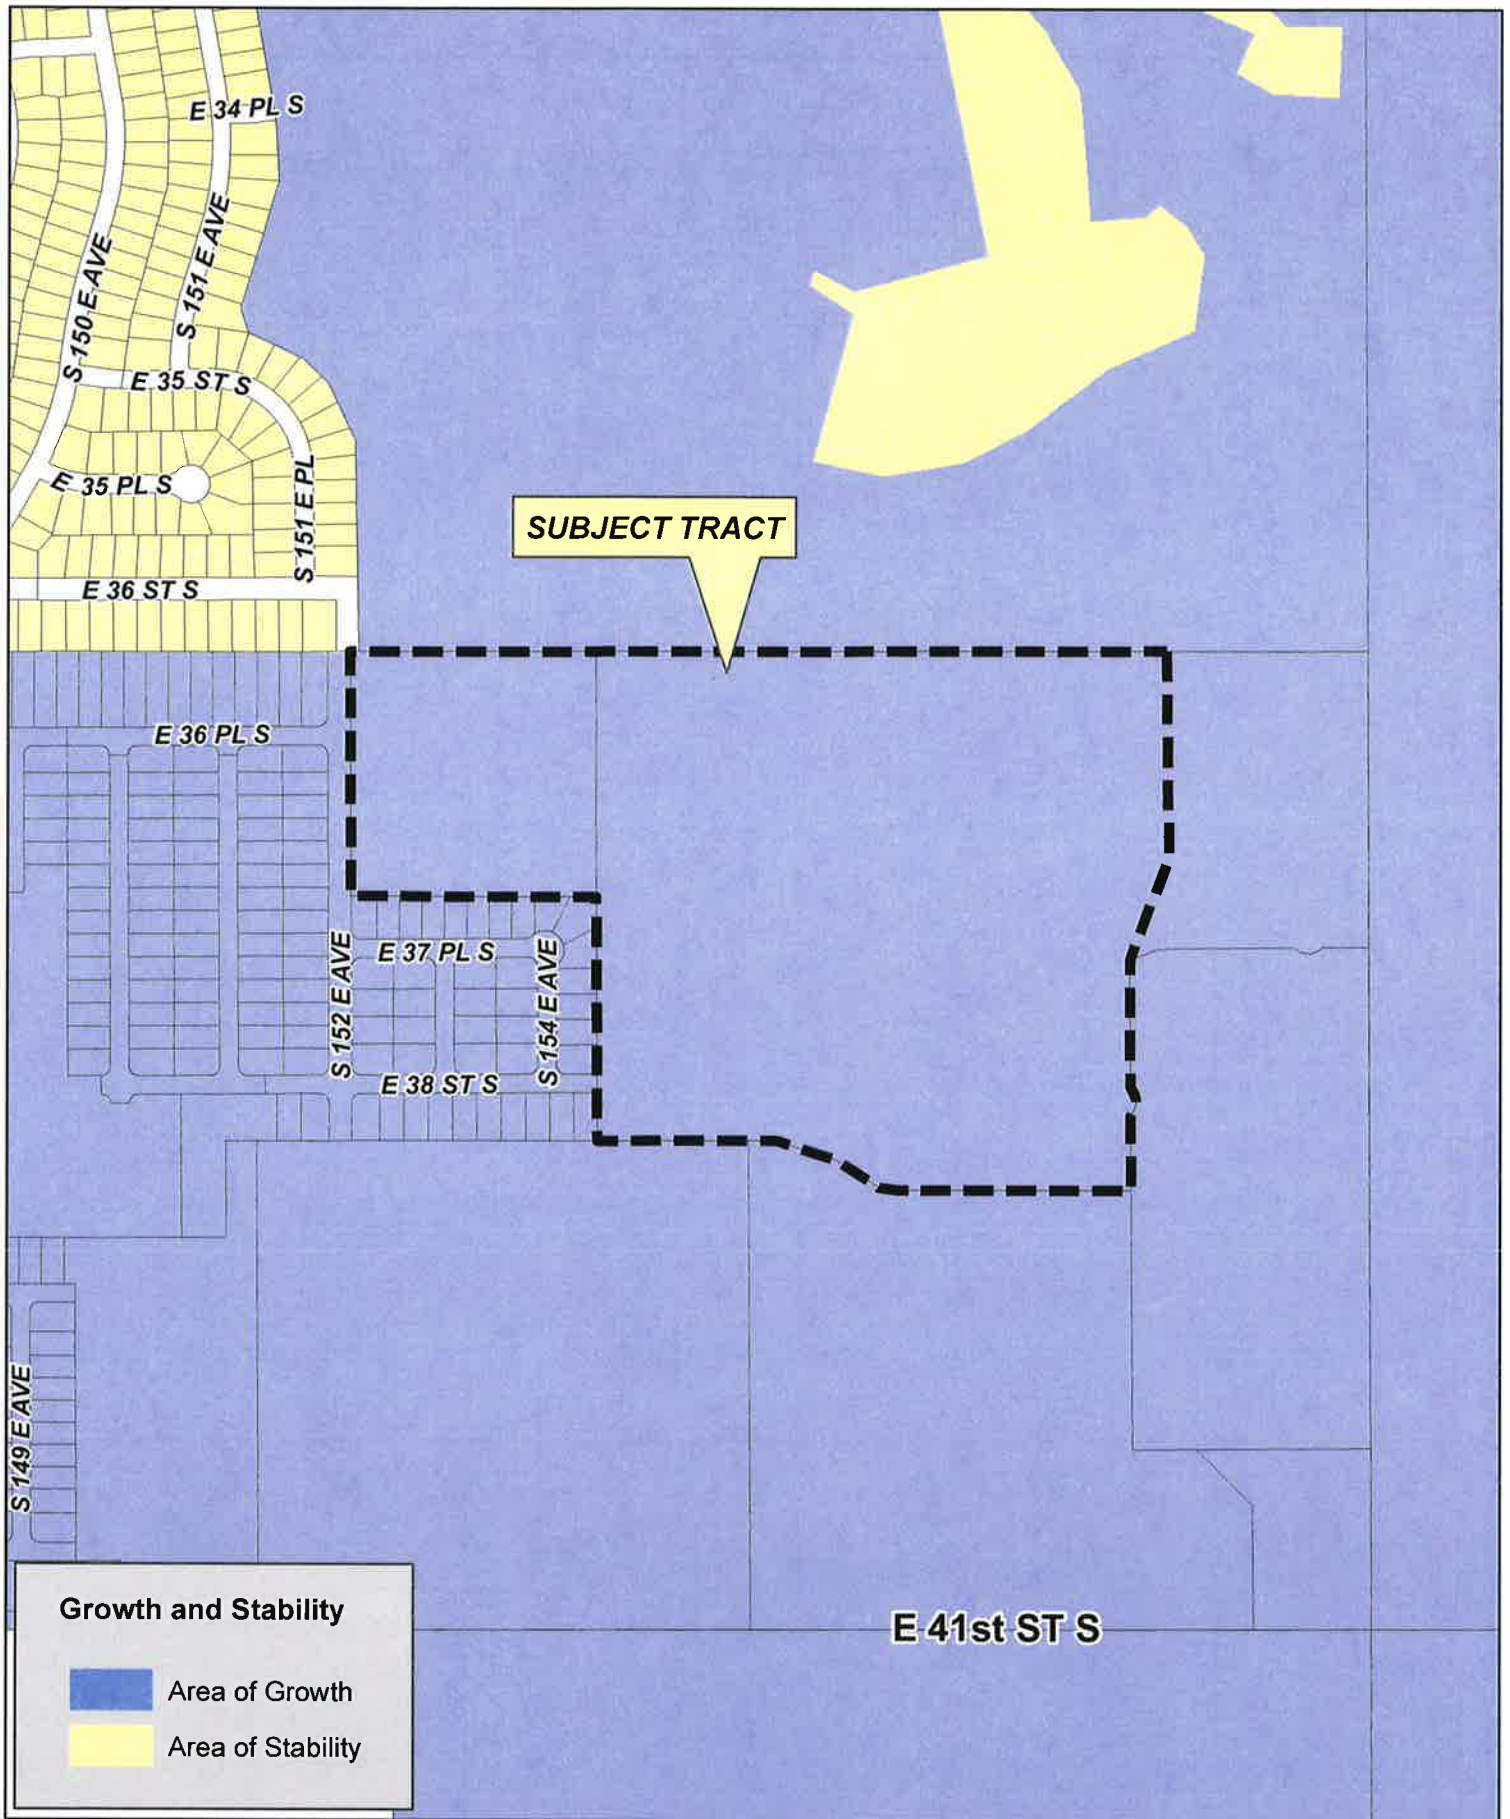 E 34 PL S
S 151 E AVE
S 150 E AVE
E 35 ST S
E 35 PL S
S 151 E PL
SUBJECT TRACT
E 36 ST S
E 36 PL S
E 37 PL S
S 152 E AVE
S 154 E AVE
E 38 ST S
S 149 E AVE
Growth and Stability
Area of Growth
Area of Stability
E 41st ST S